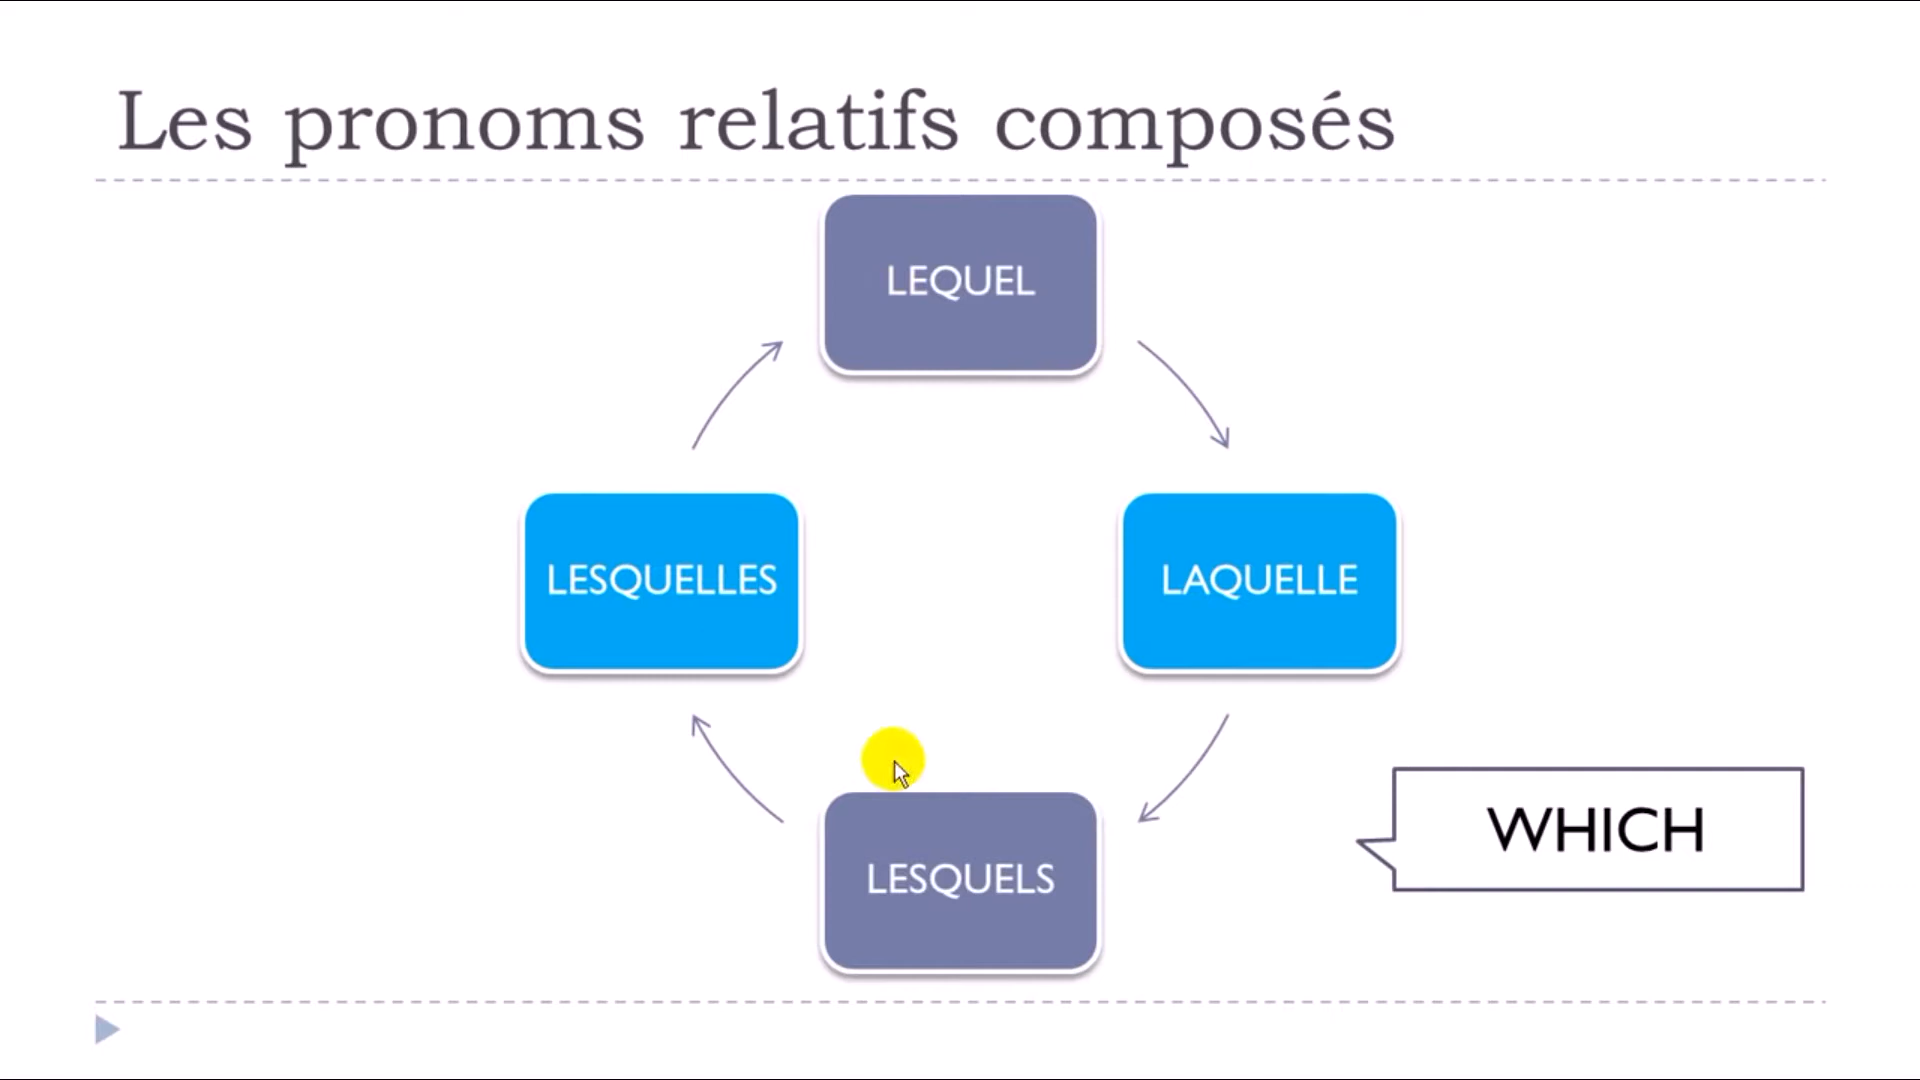 Les pronoms relatifs composés
LEQUEL
LESQUELLES
LAQUELLE
WHICH
LESQUELS